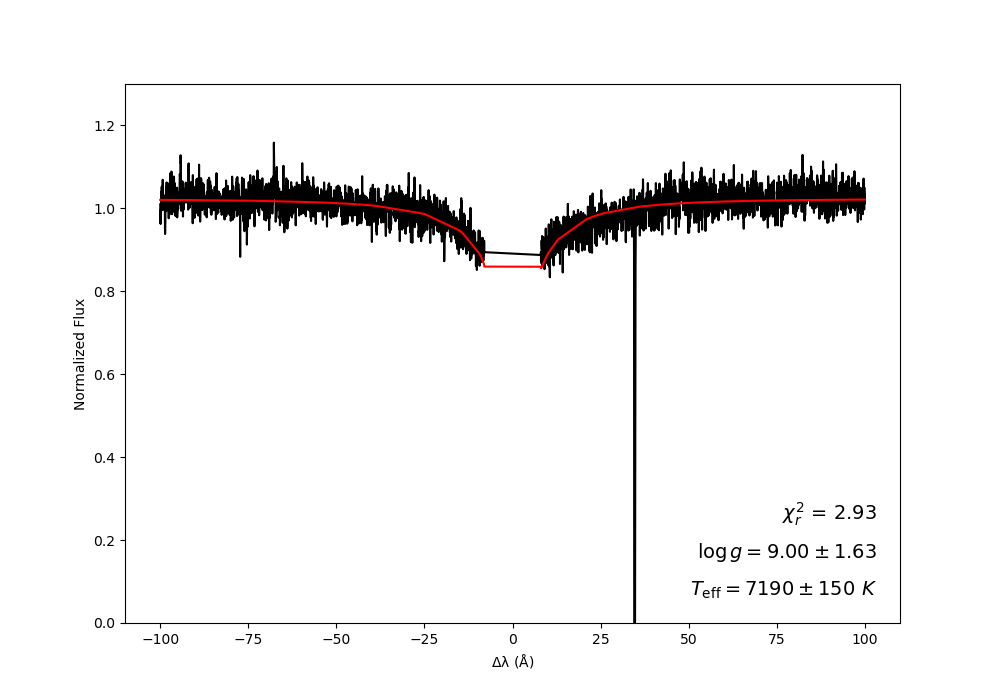 1.2
1.0
0.8
0.6
0.4
0.2
0.0
Normalized Flux
χ²ᵣ = 2.93
log g = 9.00 ± 1.63
T_eff = 7190 ± 150 K
−100 −75 −50 −25 0 25 50 75 100
Δλ (Å)